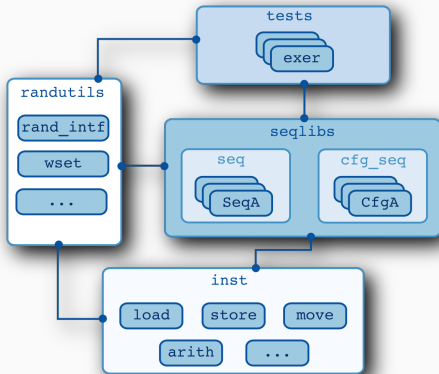 tests
exer
randutils
rand_intf
wset
...
seqlibs
seq
SeqA
cfg_seq
CfgA
inst
load
store
move
arith
...